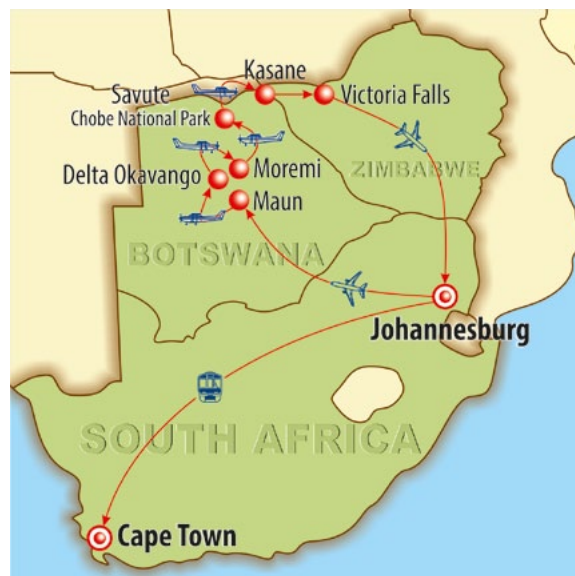 Kasane
Savute
Chobe National Park
Victoria Falls
Delta Okavango
Moremi
Maun
ZIMBABWE
BOTSWANA
Johannesburg
SOUTH AFRICA
Cape Town